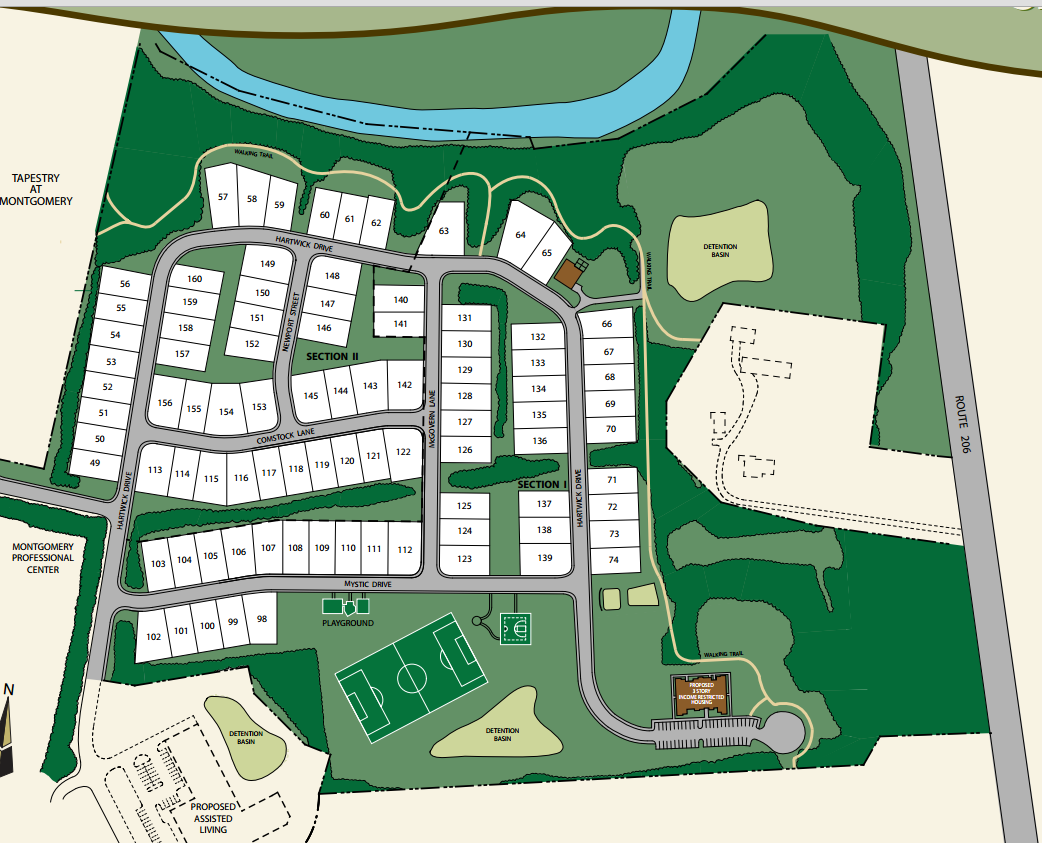 WALKING TRAIL
TAPESTRY
AT
MONTGOMERY
57
58
59
60
61
62
63
64
65
HARTWICK DRIVE
DETENTION
BASIN
WALKING TRAIL
56
55
54
53
52
51
50
49
160
159
158
157
149
150
151
152
NEWPORT STREET
148
147
146
140
141
SECTION II
131
130
129
128
127
126
132
133
134
135
136
66
67
68
69
70
ROUTE 206
156
155
154
153
145
144
143
142
COMSTOCK LANE
McGOVERN LANE
113
114
115
116
117
118
119
120
121
122
HARTWICK DRIVE
SECTION I
HARTWICK DRIVE
125
124
123
137
138
139
71
72
73
74
MONTGOMERY
PROFESSIONAL
CENTER
103
104
105
106
107
108
109
110
111
112
MYSTIC DRIVE
102
101
100
99
98
PLAYGROUND
WALKING TRAIL
PROPOSED
3 STORY
INCOME RESTRICTED
HOUSING
N
DETENTION
BASIN
DETENTION
BASIN
PROPOSED
ASSISTED
LIVING